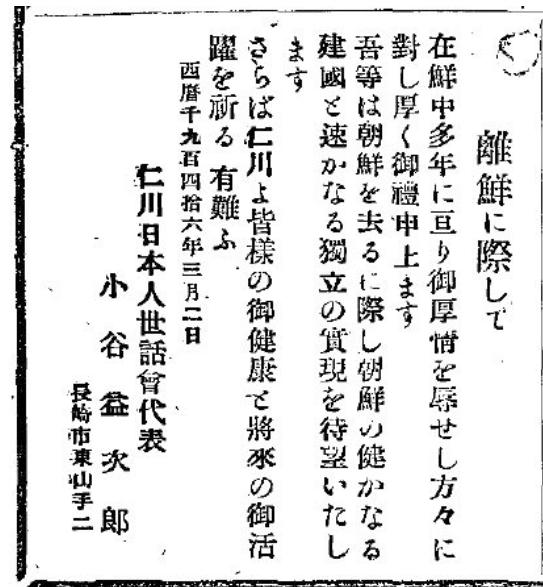 離鮮に際して
在鮮中多年に亘り御厚情を辱せし方々に
對し厚く御禮申上ます
吾等は朝鮮を去るに際し朝鮮の健かなる
建國と速かなる獨立の實現を待望いたし
ます
さらば仁川よ皆樣の御健康と將來の御活
躍を祈る 有難ふ
西曆千九百四拾六年三月二日
仁川日本人世話會代表
小谷益次郎
長崎市東山手二